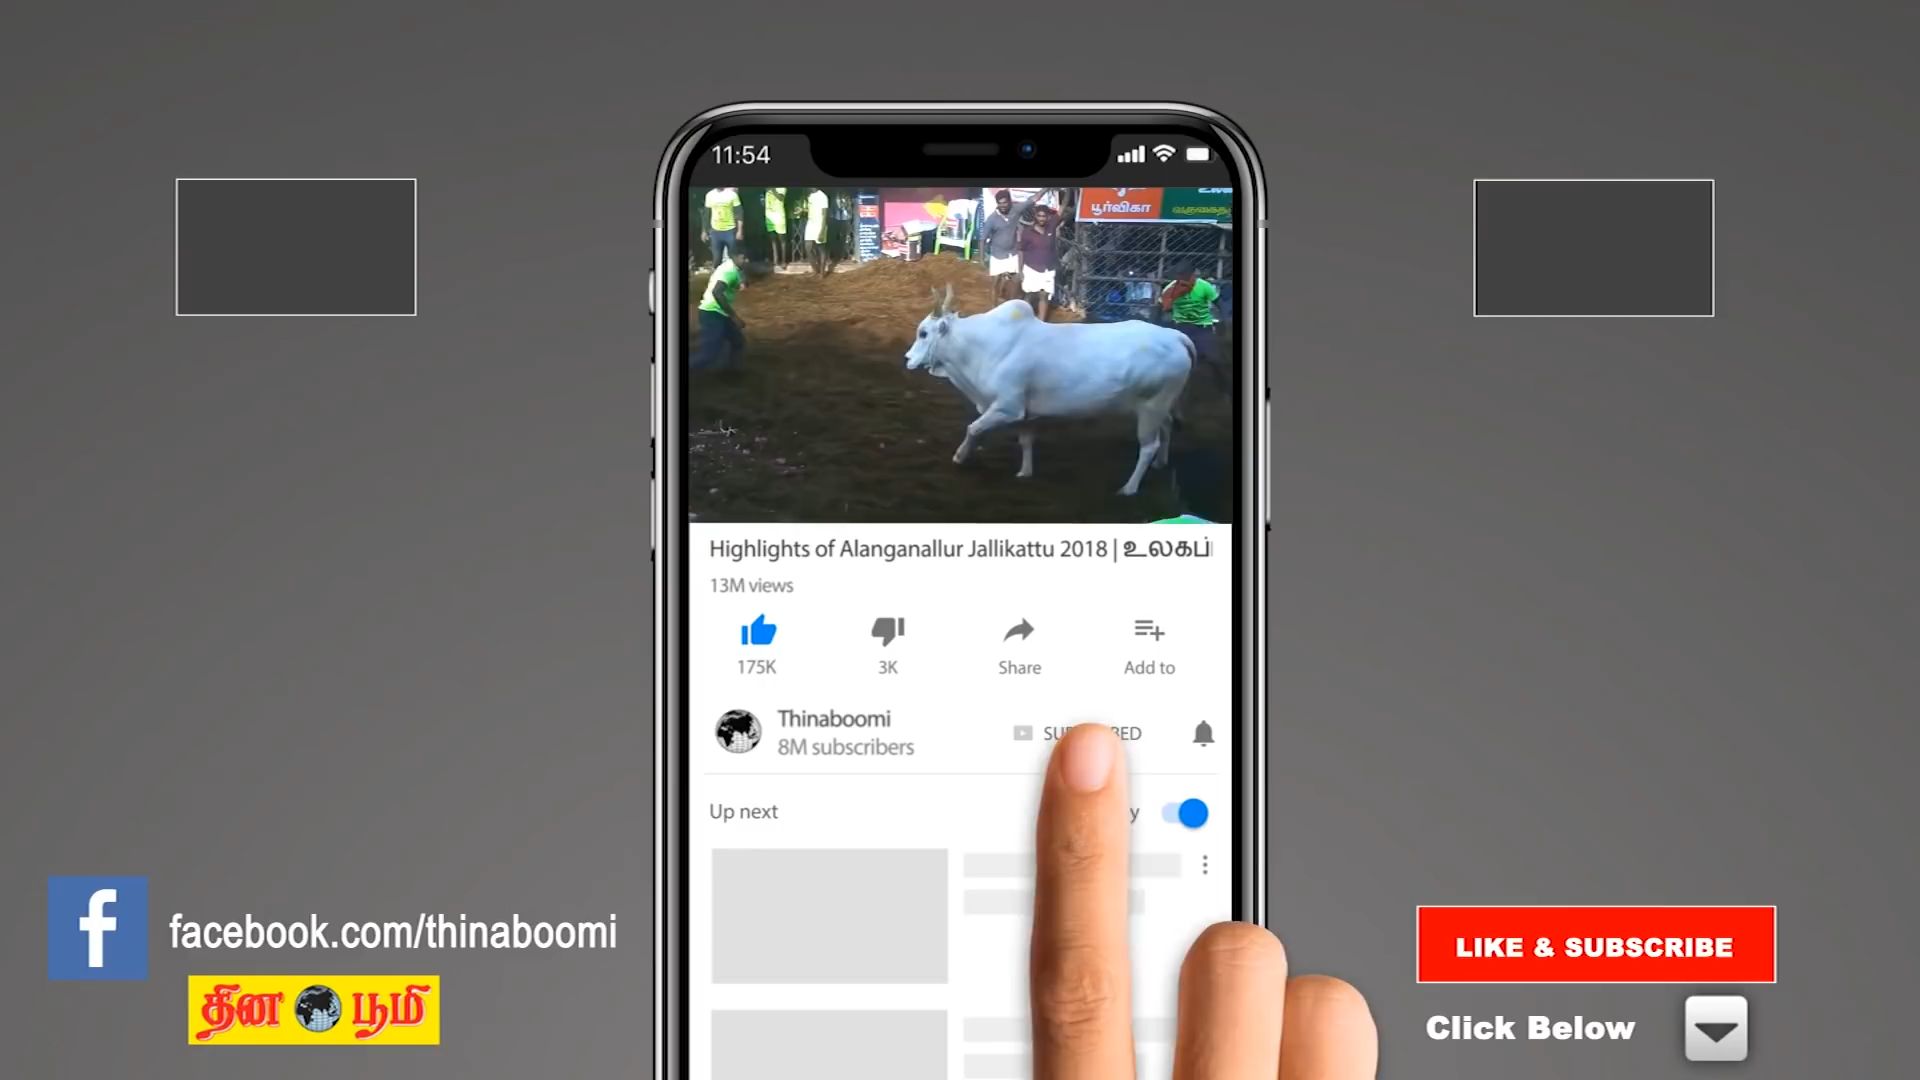 11:54
பூர்விகா
Highlights of Alanganallur Jallikattu 2018 | உலகப்
13M views
175K
3K
Share
Add to
Thinaboomi
8M subscribers
Up next
facebook.com/thinaboomi
தின பூமி
LIKE & SUBSCRIBE
Click Below